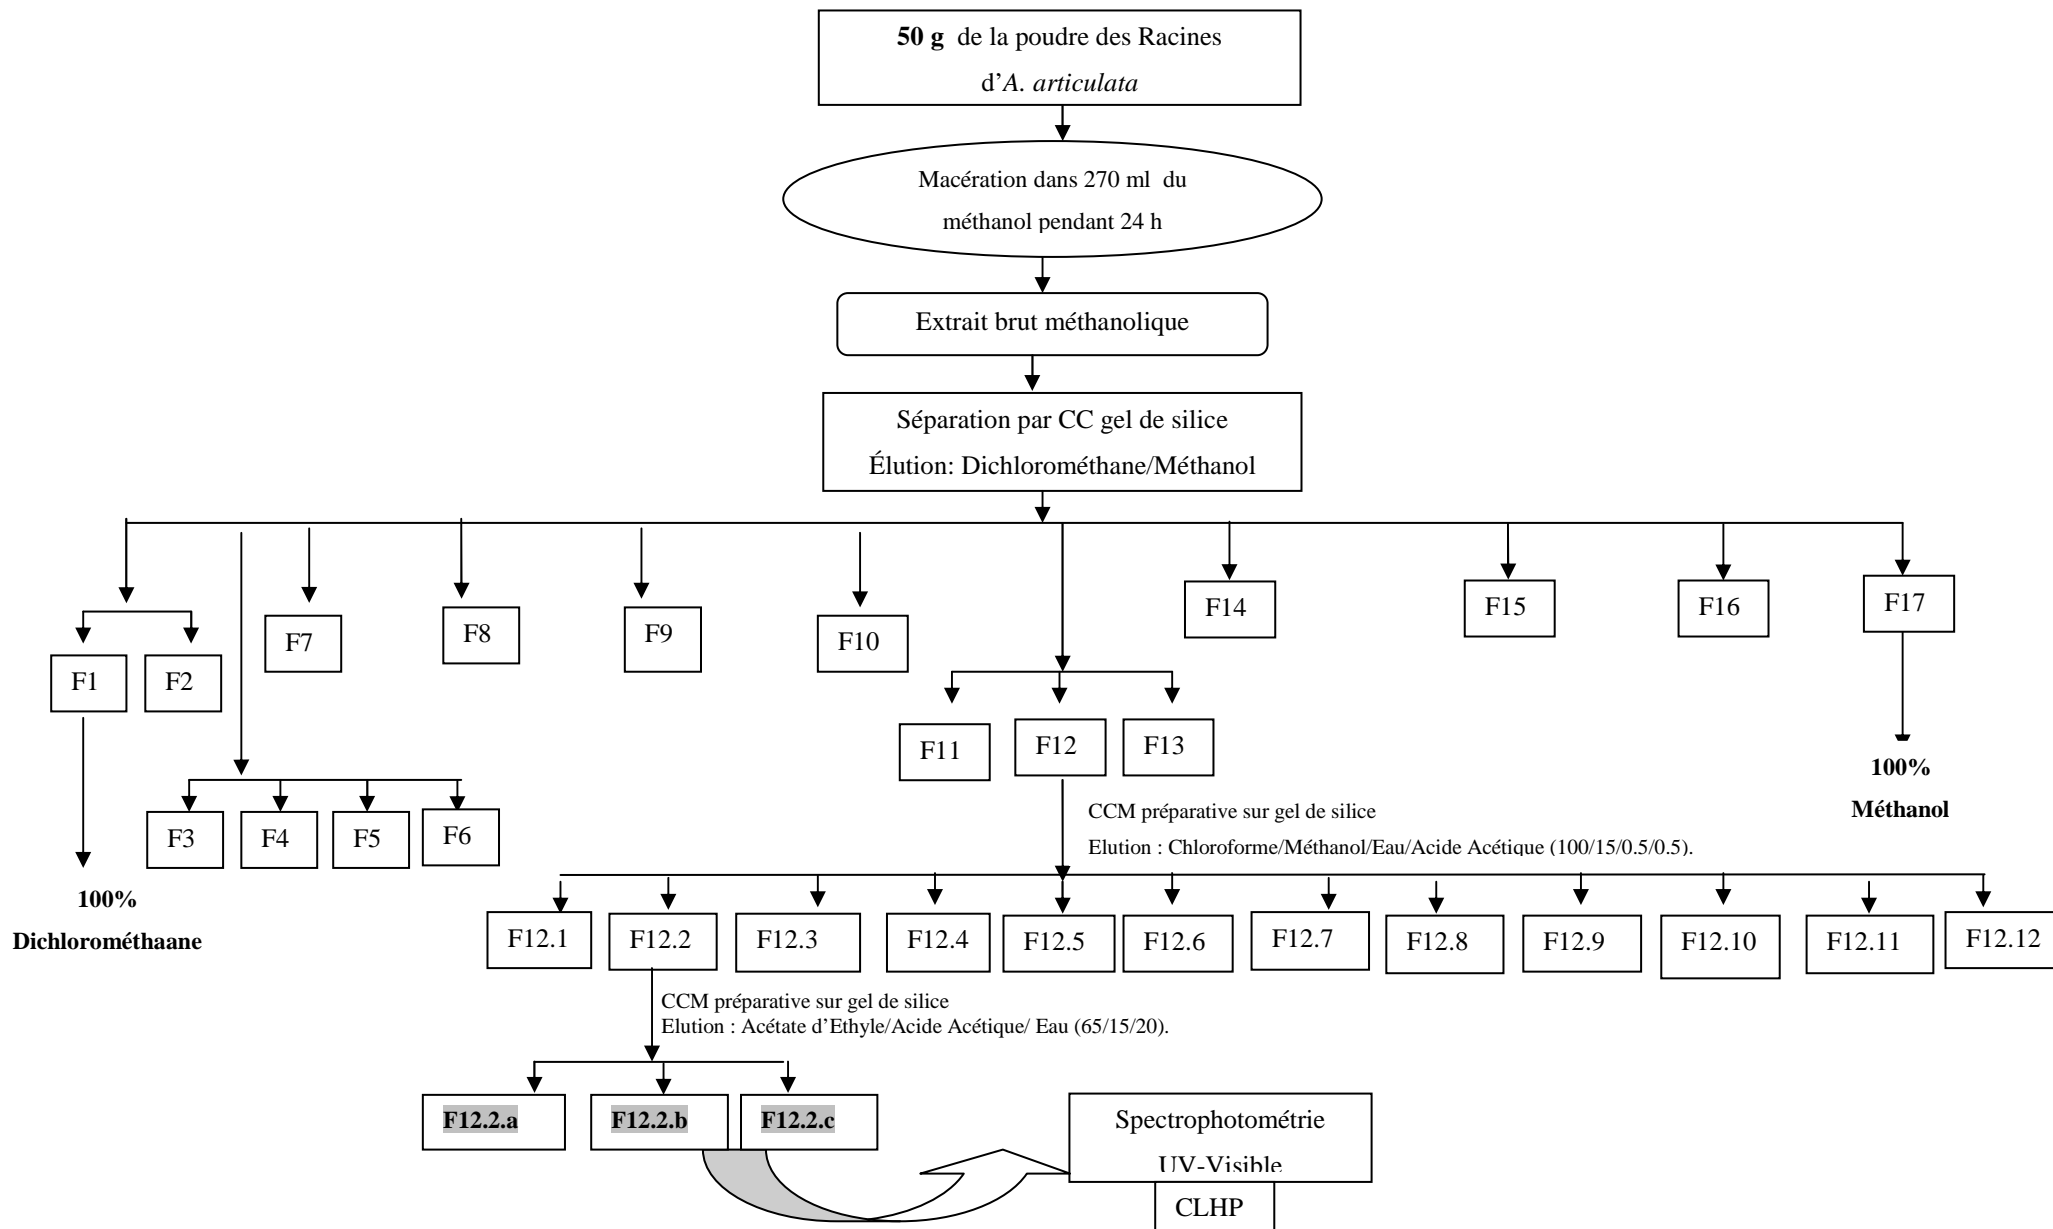 50 g de la poudre des Racines
d'A. articulata
Macération dans 270 ml du
méthanol pendant 24 h
Extrait brut méthanolique
Séparation par CC gel de silice
Élution: Dichlorométhane/Méthanol
F1
F2
F7
F8
F9
F10
F14
F15
F16
F17
F11
F12
F13
F3
F4
F5
F6
100%
Dichlorométhaane
100%
Méthanol
CCM préparative sur gel de silice
Elution : Chloroforme/Méthanol/Eau/Acide Acétique (100/15/0.5/0.5).
F12.1
F12.2
F12.3
F12.4
F12.5
F12.6
F12.7
F12.8
F12.9
F12.10
F12.11
F12.12
CCM préparative sur gel de silice
Elution : Acétate d'Ethyle/Acide Acétique/ Eau (65/15/20).
F12.2.a
F12.2.b
F12.2.c
Spectrophotométrie
UV-Visible
CLHP